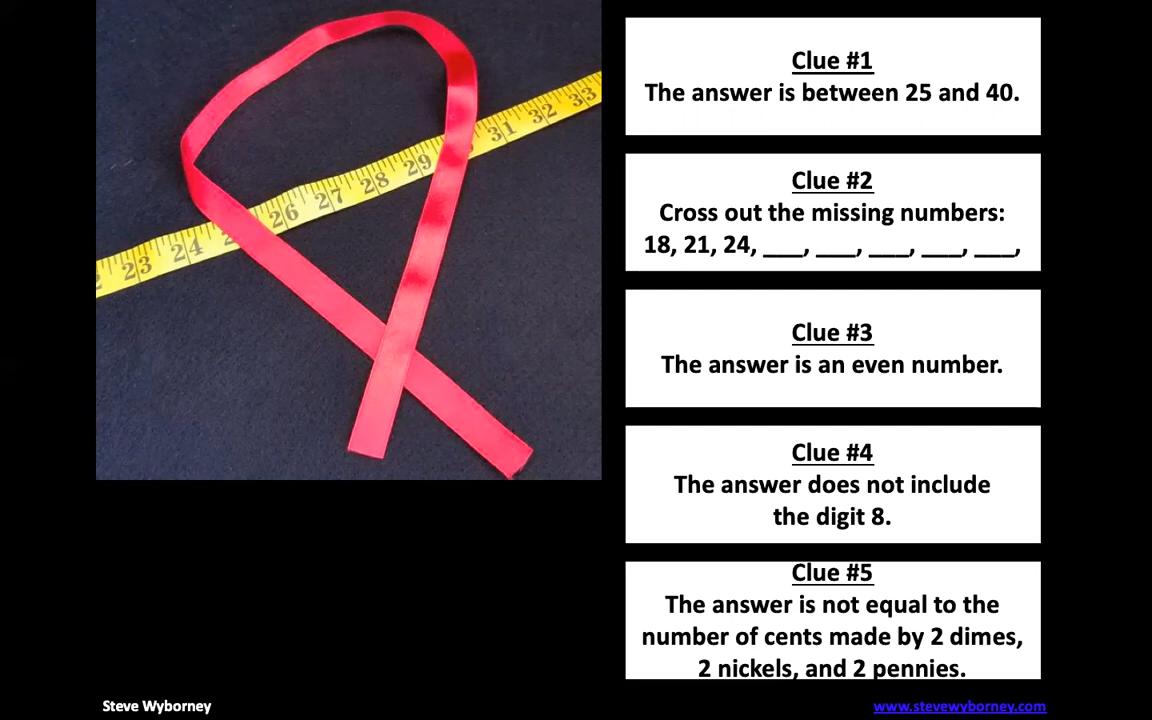 Clue #1
The answer is between 25 and 40.
Clue #2
Cross out the missing numbers:
18, 21, 24, ___, ___, ___, ___, ___,
Clue #3
The answer is an even number.
Clue #4
The answer does not include
the digit 8.
Clue #5
The answer is not equal to the
number of cents made by 2 dimes,
2 nickels, and 2 pennies.
23 24 26 27 28 29 31 32 33
Steve Wyborney
www.stevewyborney.com